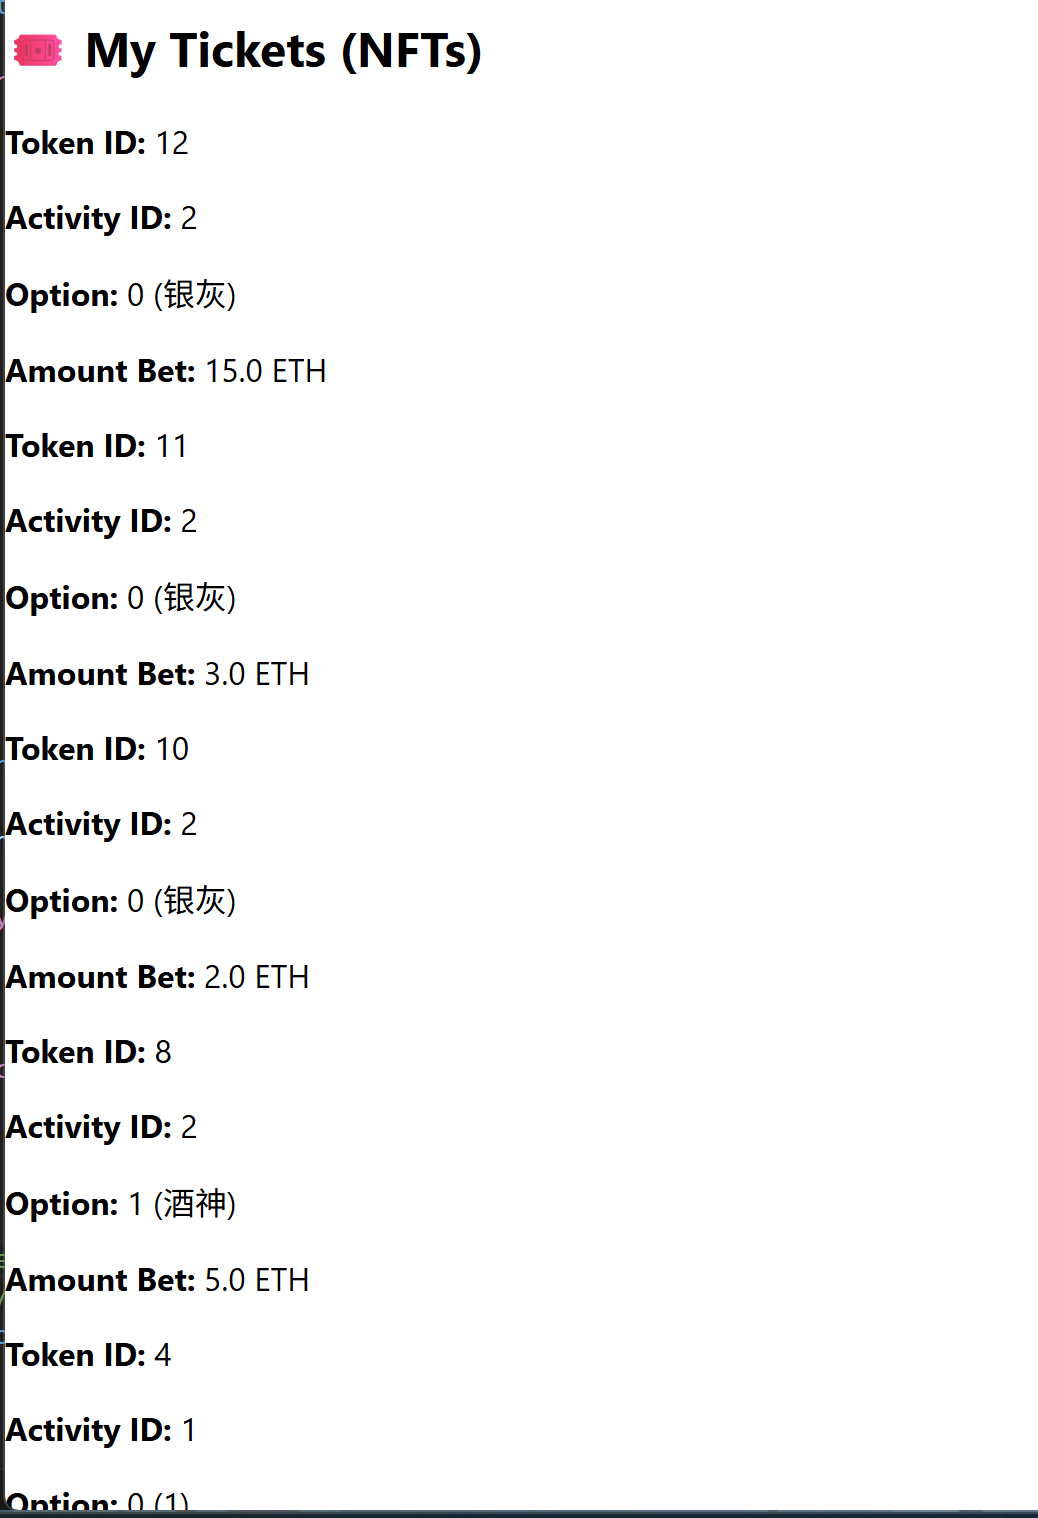 My Tickets (NFTs)
Token ID: 12
Activity ID: 2
Option: 0 (银灰)
Amount Bet: 15.0 ETH
Token ID: 11
Activity ID: 2
Option: 0 (银灰)
Amount Bet: 3.0 ETH
Token ID: 10
Activity ID: 2
Option: 0 (银灰)
Amount Bet: 2.0 ETH
Token ID: 8
Activity ID: 2
Option: 1 (酒神)
Amount Bet: 5.0 ETH
Token ID: 4
Activity ID: 1
Option: 0 (1)